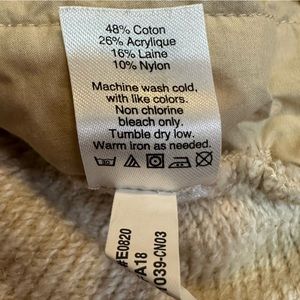 48% Coton
26% Acrylique
16% Laine
10% Nylon
Machine wash cold,
with like colors.
Non chlorine
bleach only.
Tumble dry low.
Warm iron as needed.
#E0820
A18
039-CN03